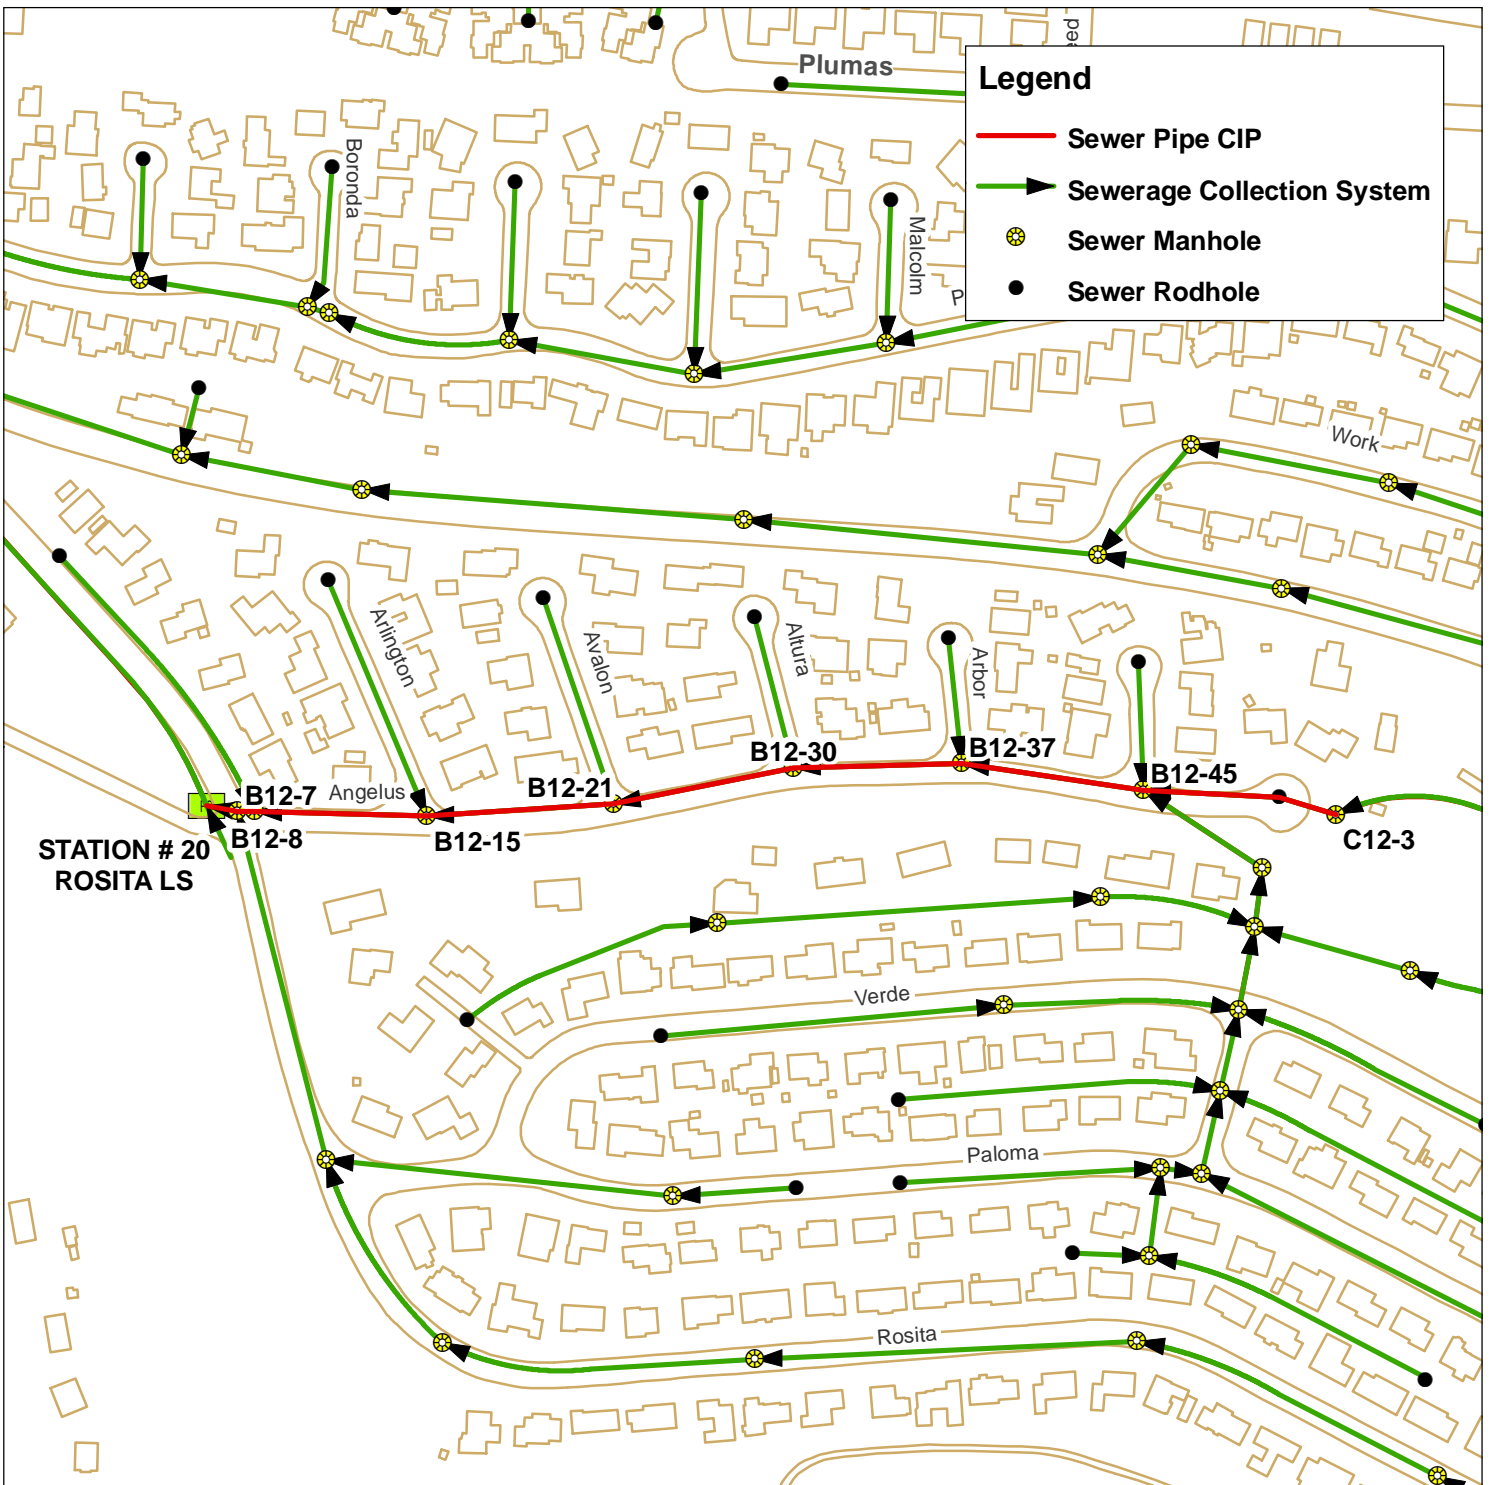 Plumas
Legend
Sewer Pipe CIP
Sewerage Collection System
Sewer Manhole
Sewer Rodhole
Boronda
Malcolm
P
Work
Arlington
Avalon
Altura
Arbor
B12-30
B12-37
B12-45
B12-21
B12-7
Angelus
B12-8
B12-15
C12-3
STATION # 20
ROSITA LS
Verde
Paloma
Rosita